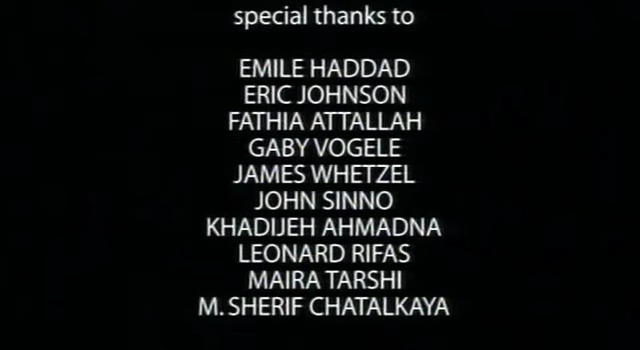 special thanks to
EMILE HADDAD
ERIC JOHNSON
FATHIA ATTALLAH
GABY VOGELE
JAMES WHETZEL
JOHN SINNO
KHADIJEH AHMADNA
LEONARD RIFAS
MAIRA TARSHI
M. SHERIF CHATALKAYA